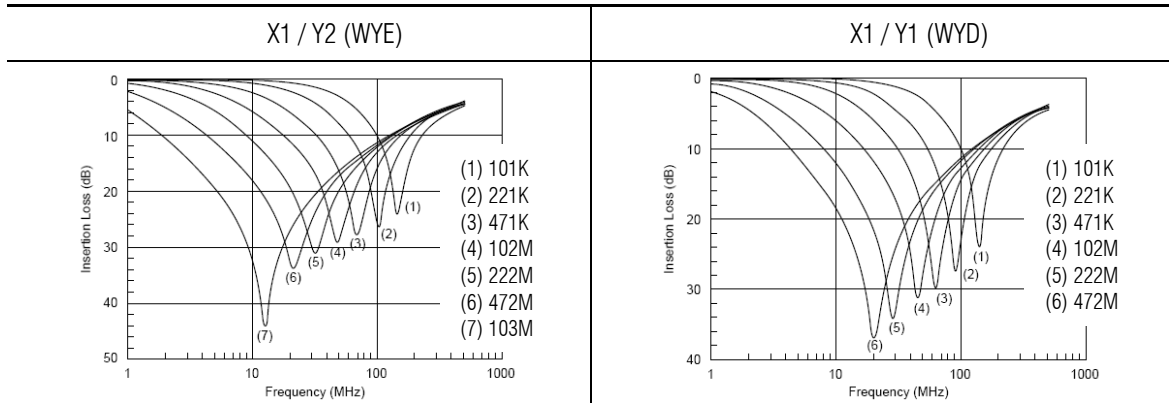 X1 / Y2 (WYE)
X1 / Y1 (WYD)
Insertion Loss (dB)
0
10
20
30
40
50
1
10
100
1000
Frequency (MHz)
(1)
(2)
(3)
(4)
(5)
(6)
(7)
(1) 101K
(2) 221K
(3) 471K
(4) 102M
(5) 222M
(6) 472M
(7) 103M
Insertion Loss (dB)
0
10
20
30
40
1
10
100
1000
Frequency (MHz)
(1)
(2)
(3)
(4)
(5)
(6)
(1) 101K
(2) 221K
(3) 471K
(4) 102M
(5) 222M
(6) 472M